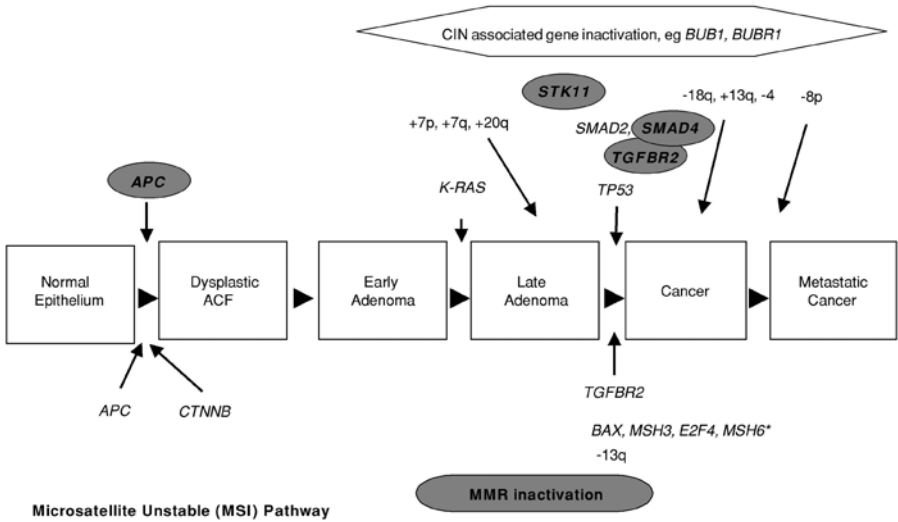 CIN associated gene inactivation, eg BUB1, BUBR1
STK11
-18q, +13q, -4
-8p
+7p, +7q, +20q
SMAD2, SMAD4
TGFBR2
APC
K-RAS
TP53
Normal
Epithelium
Dysplastic
ACF
Early
Adenoma
Late
Adenoma
Cancer
Metastatic
Cancer
APC
CTNNB
TGFBR2
BAX, MSH3, E2F4, MSH6*
-13q
MMR inactivation
Microsatellite Unstable (MSI) Pathway